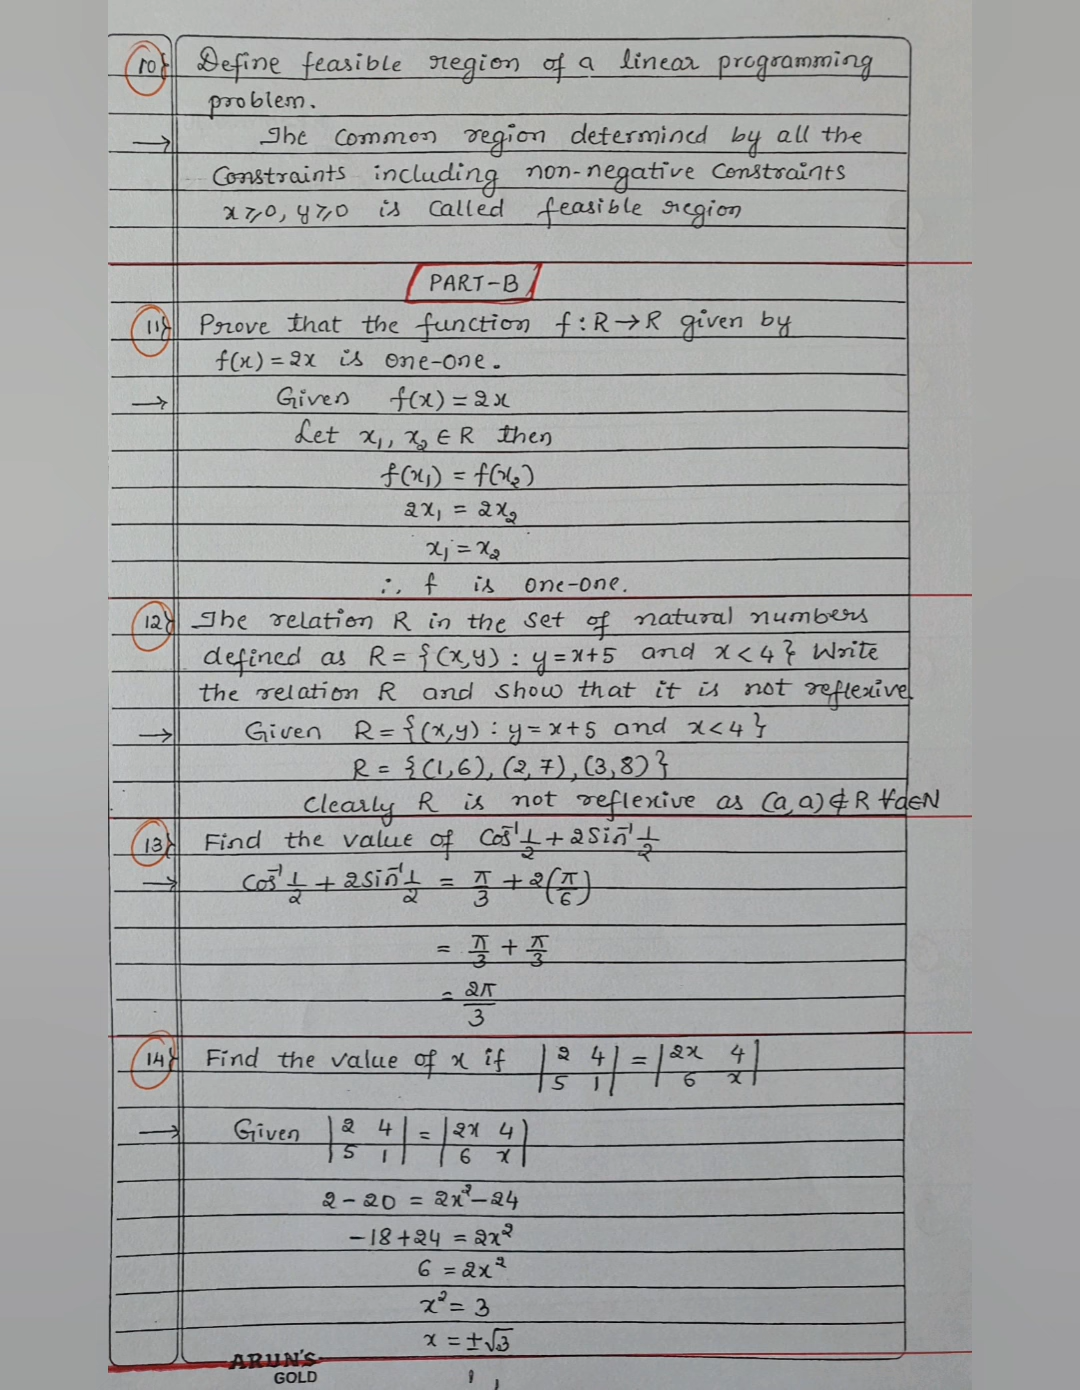 10} Define feasible region of a linear programming
problem.
→ The common region determined by all the
Constraints including non-negative Constraints
x≥0, y≥0 is called feasible region
PART-B
11} Prove that the function f:R→R given by
f(x)=2x is one-one.
→ Given f(x)=2x
Let x₁, x₂ ∈ R then
f(x₁) = f(x₂)
2x₁ = 2x₂
x₁ = x₂
∴ f is one-one.
12} The relation R in the set of natural numbers
defined as R = {(x,y) : y=x+5 and x<4} Write
the relation R and show that it is not reflexive
→ Given R={(x,y) : y=x+5 and x<4}
R = {(1,6), (2,7), (3,8)}
Clearly R is not reflexive as (a,a)∉R ∀a∈N
13} Find the value of Cos⁻¹ 1/2 + 2Sin⁻¹ 1/2
→ Cos⁻¹ 1/2 + 2Sin⁻¹ 1/2 = π/3 + 2(π/6)
= π/3 + π/3
= 2π/3
14} Find the value of x if |2 4; 5 1| = |2x 4; 6 x|
→ Given |2 4; 5 1| = |2x 4; 6 x|
2-20 = 2x²-24
-18+24 = 2x²
6 = 2x²
x² = 3
x = ±√3
ARUN'S
GOLD